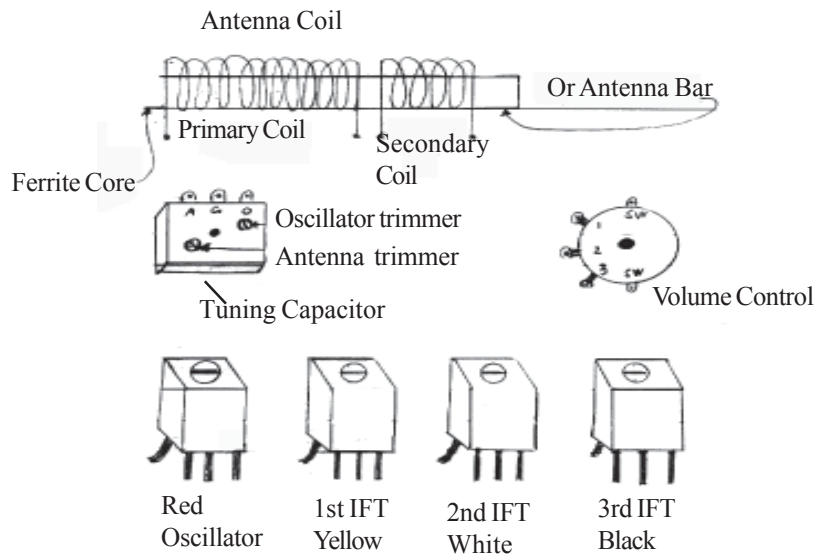 Antenna Coil
Or Antenna Bar
Primary Coil
Secondary
Coil
Ferrite Core
A G O
Oscillator trimmer
Antenna trimmer
Tuning Capacitor
SW
1
2
3
SW
Volume Control
Red
Oscillator
1st IFT
Yellow
2nd IFT
White
3rd IFT
Black